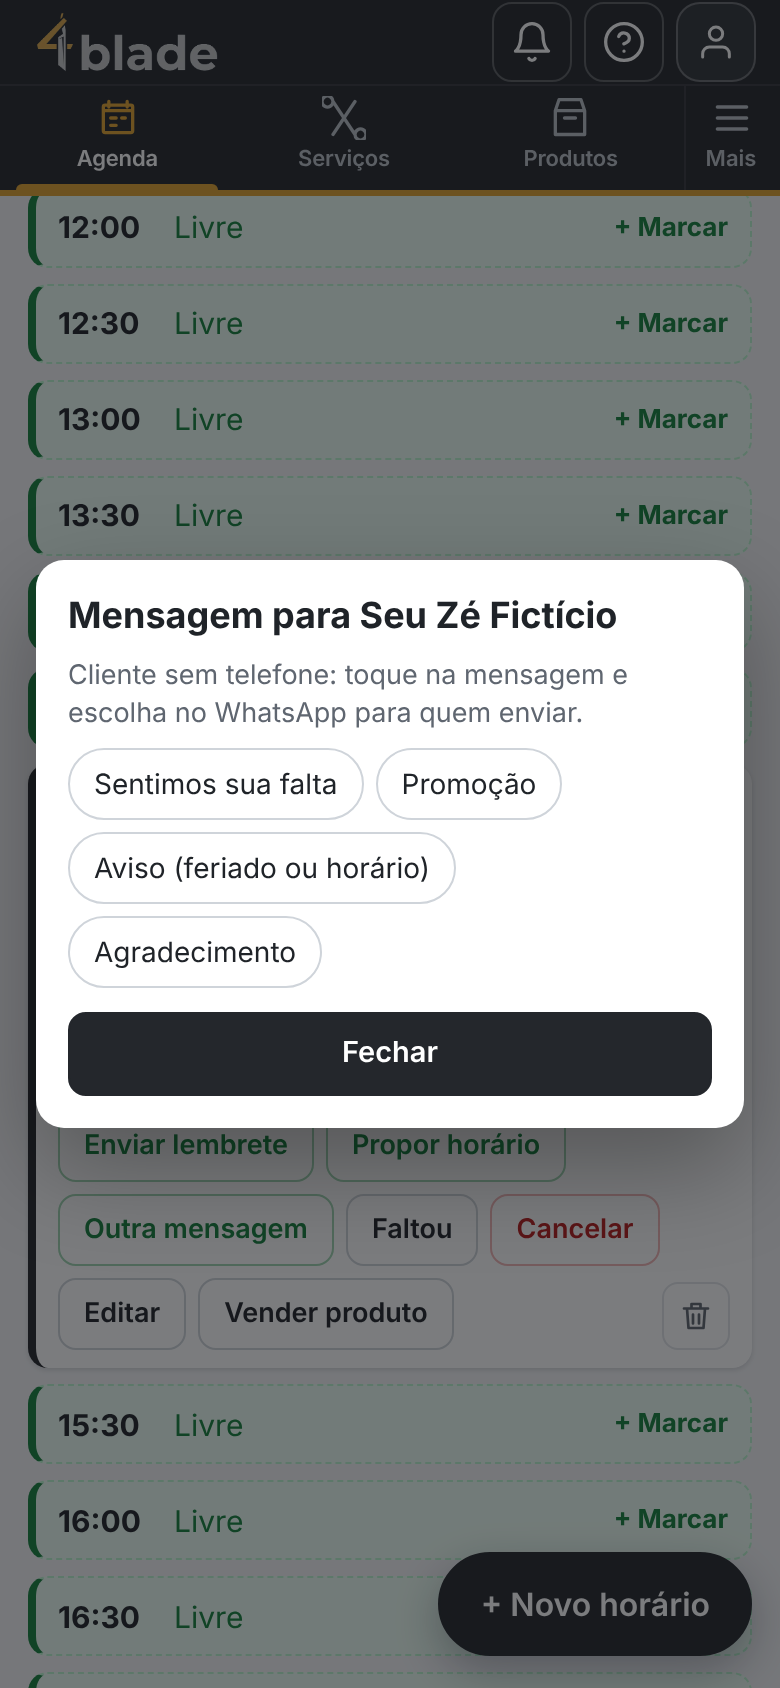 4blade
Agenda
Serviços
Produtos
Mais
12:00 Livre + Marcar
12:30 Livre + Marcar
13:00 Livre + Marcar
13:30 Livre + Marcar
Mensagem para Seu Zé Fictício
Cliente sem telefone: toque na mensagem e
escolha no WhatsApp para quem enviar.
Sentimos sua falta Promoção
Aviso (feriado ou horário)
Agradecimento
Fechar
Enviar lembrete Propor horário
Outra mensagem Faltou Cancelar
Editar Vender produto
15:30 Livre + Marcar
16:00 Livre + Marcar
16:30 Livre
+ Novo horário